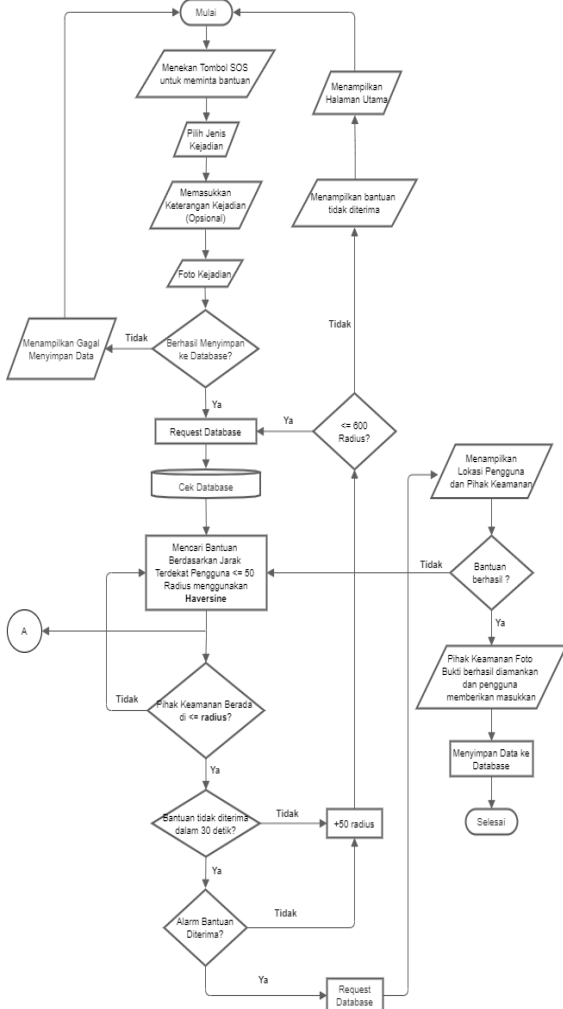 Mulai
Menekan Tombol SOS
untuk meminta bantuan
Pilih Jenis
Kejadian
Memasukkan
Keterangan Kejadian
(Opsional)
Foto Kejadian
Berhasil Menyimpan
ke Database?
Tidak
Menampilkan Gagal
Menyimpan Data
Ya
Request Database
Cek Database
Mencari Bantuan
Berdasarkan Jarak
Terdekat Pengguna <= 50
Radius menggunakan
Haversine
A
Pihak Keamanan Berada
di <= radius?
Tidak
Ya
Bantuan tidak diterima
dalam 30 detik?
Tidak
+50 radius
Ya
Alarm Bantuan
Diterima?
Tidak
Ya
Request
Database
<= 600
Radius?
Ya
Tidak
Menampilkan bantuan
tidak diterima
Menampilkan
Halaman Utama
Menampilkan
Lokasi Pengguna
dan Pihak Keamanan
Bantuan
berhasil ?
Tidak
Ya
Pihak Keamanan Foto
Bukti berhasil diamankan
dan pengguna
memberikan masukkan
Menyimpan Data ke
Database
Selesai